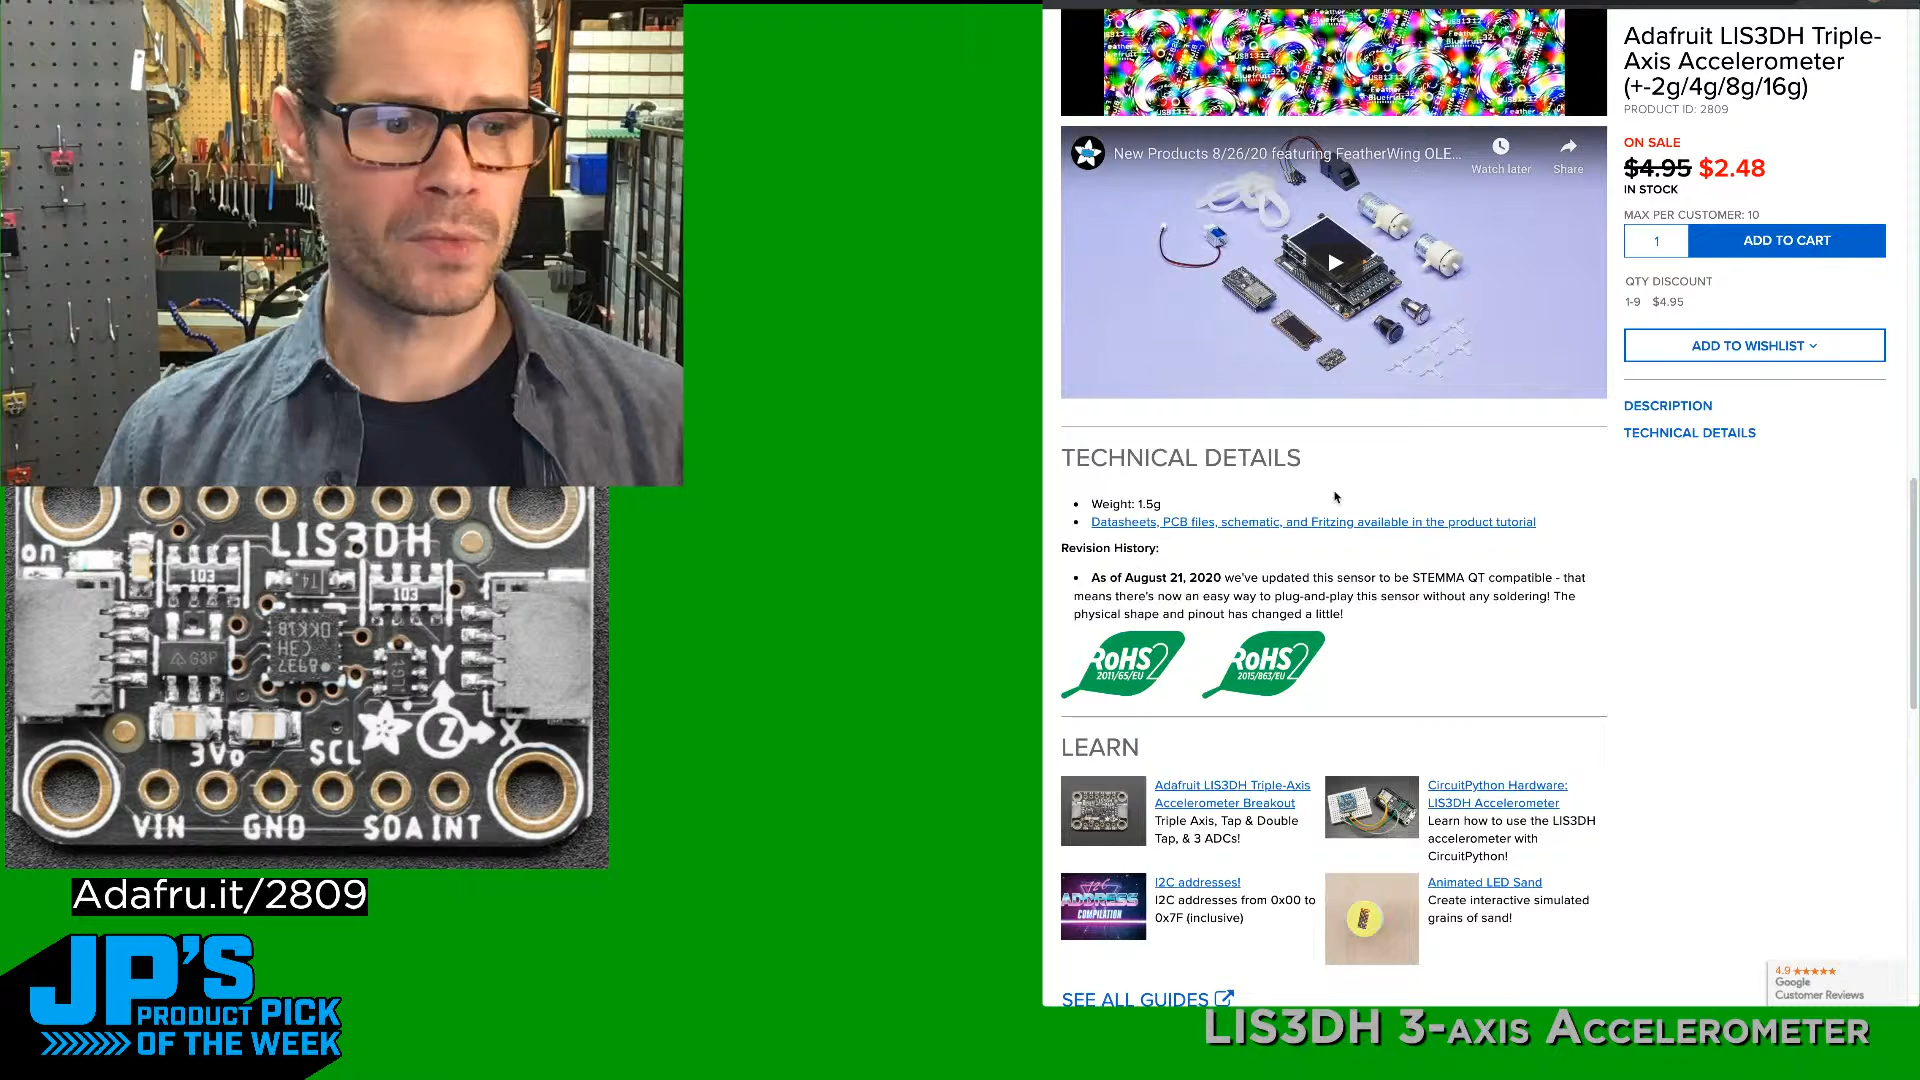 New Products 8/26/20 featuring FeatherWing OLE...
Watch later
Share
Adafruit LIS3DH Triple-
Axis Accelerometer
(+-2g/4g/8g/16g)
PRODUCT ID: 2809
ON SALE
$4.95 $2.48
IN STOCK
MAX PER CUSTOMER: 10
1
ADD TO CART
QTY DISCOUNT
1-9 $4.95
ADD TO WISHLIST
DESCRIPTION
TECHNICAL DETAILS
TECHNICAL DETAILS
• Weight: 1.5g
• Datasheets, PCB files, schematic, and Fritzing available in the product tutorial
Revision History:
• As of August 21, 2020 we've updated this sensor to be STEMMA QT compatible - that
means there's now an easy way to plug-and-play this sensor without any soldering! The
physical shape and pinout has changed a little!
RoHS 2
2011/65/EU
RoHS 2
2015/863/EU
LEARN
Adafruit LIS3DH Triple-Axis
Accelerometer Breakout
Triple Axis, Tap & Double
Tap, & 3 ADCs!
CircuitPython Hardware:
LIS3DH Accelerometer
Learn how to use the LIS3DH
accelerometer with
CircuitPython!
I2C
ADDRESS
COMPILATION
I2C addresses!
I2C addresses from 0x00 to
0x7F (inclusive)
Animated LED Sand
Create interactive simulated
grains of sand!
SEE ALL GUIDES
4.9 ★★★★★
Google
Customer Reviews
on
LIS3DH
103
103
G3P
C3H
Y
Z
X
3Vo
SCL
VIN
GND
SDA
INT
Adafru.it/2809
JP'S
PRODUCT PICK
OF THE WEEK
LIS3DH 3-AXIS ACCELEROMETER